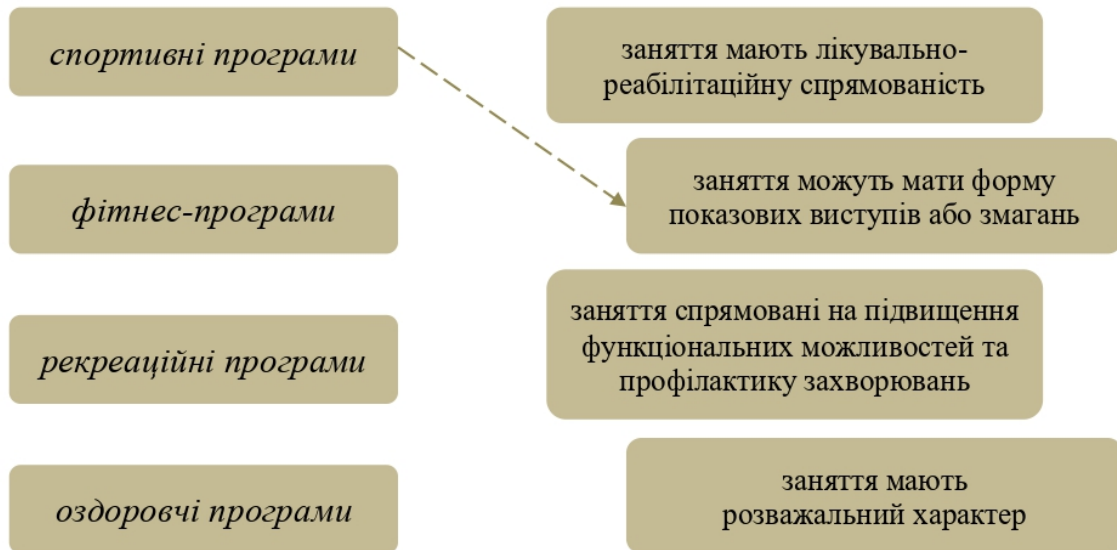 спортивні програми
заняття мають лікувально-
реабілітаційну спрямованість
фітнес-програми
заняття можуть мати форму
показових виступів або змагань
рекреаційні програми
заняття спрямовані на підвищення
функціональних можливостей та
профілактику захворювань
оздоровчі програми
заняття мають
розважальний характер